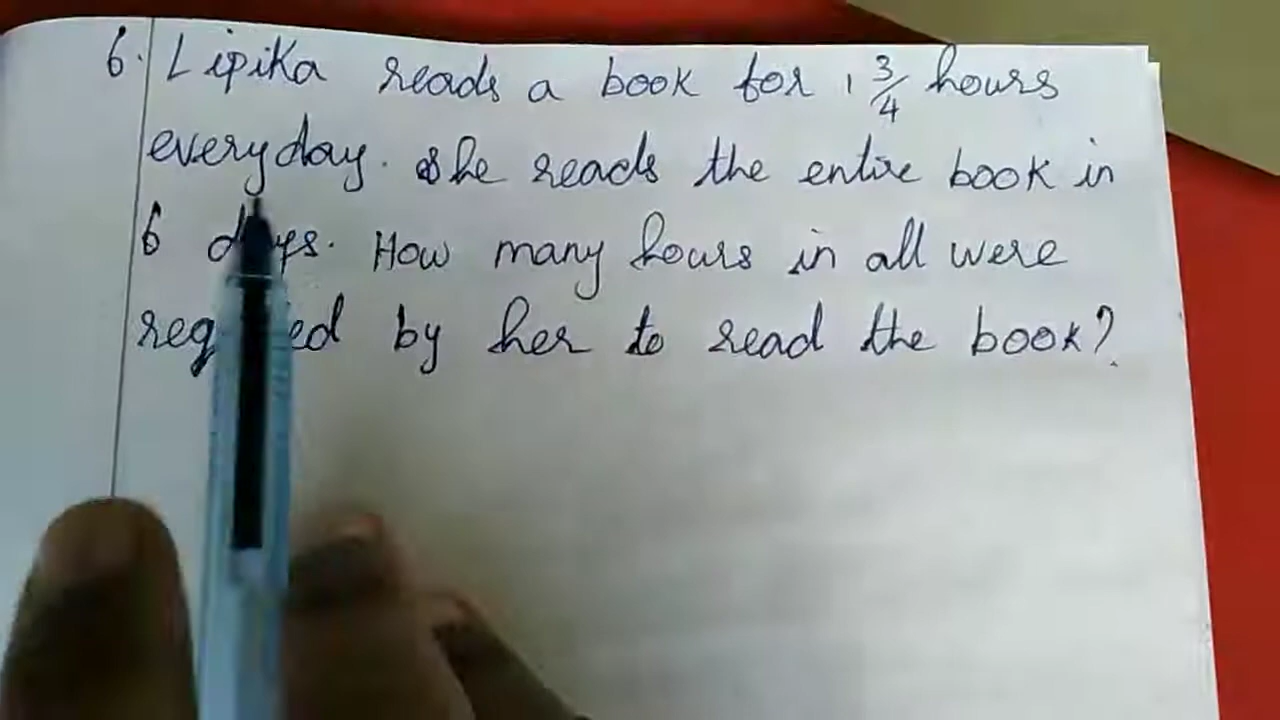 6. Lipika reads a book for 1 3/4 hours
everyday. She reads the entire book in
6 days. How many hours in all were
by her to read the book?